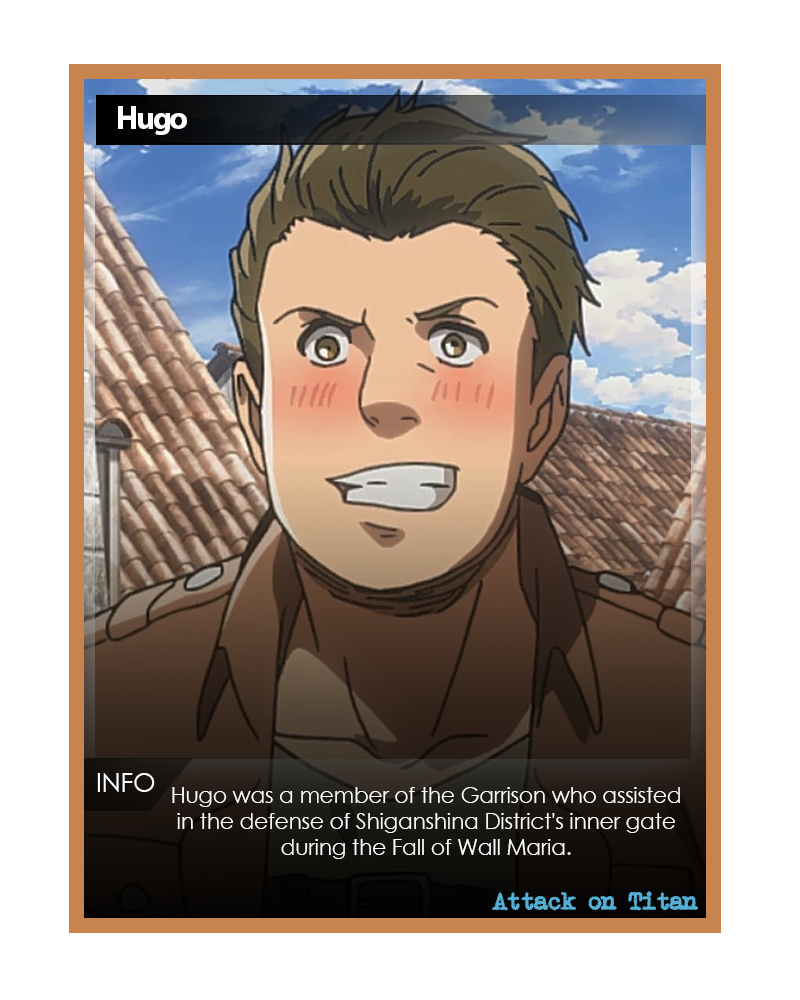 Hugo
INFO
Hugo was a member of the Garrison who assisted
in the defense of Shiganshina District's inner gate
during the Fall of Wall Maria.
Attack on Titan